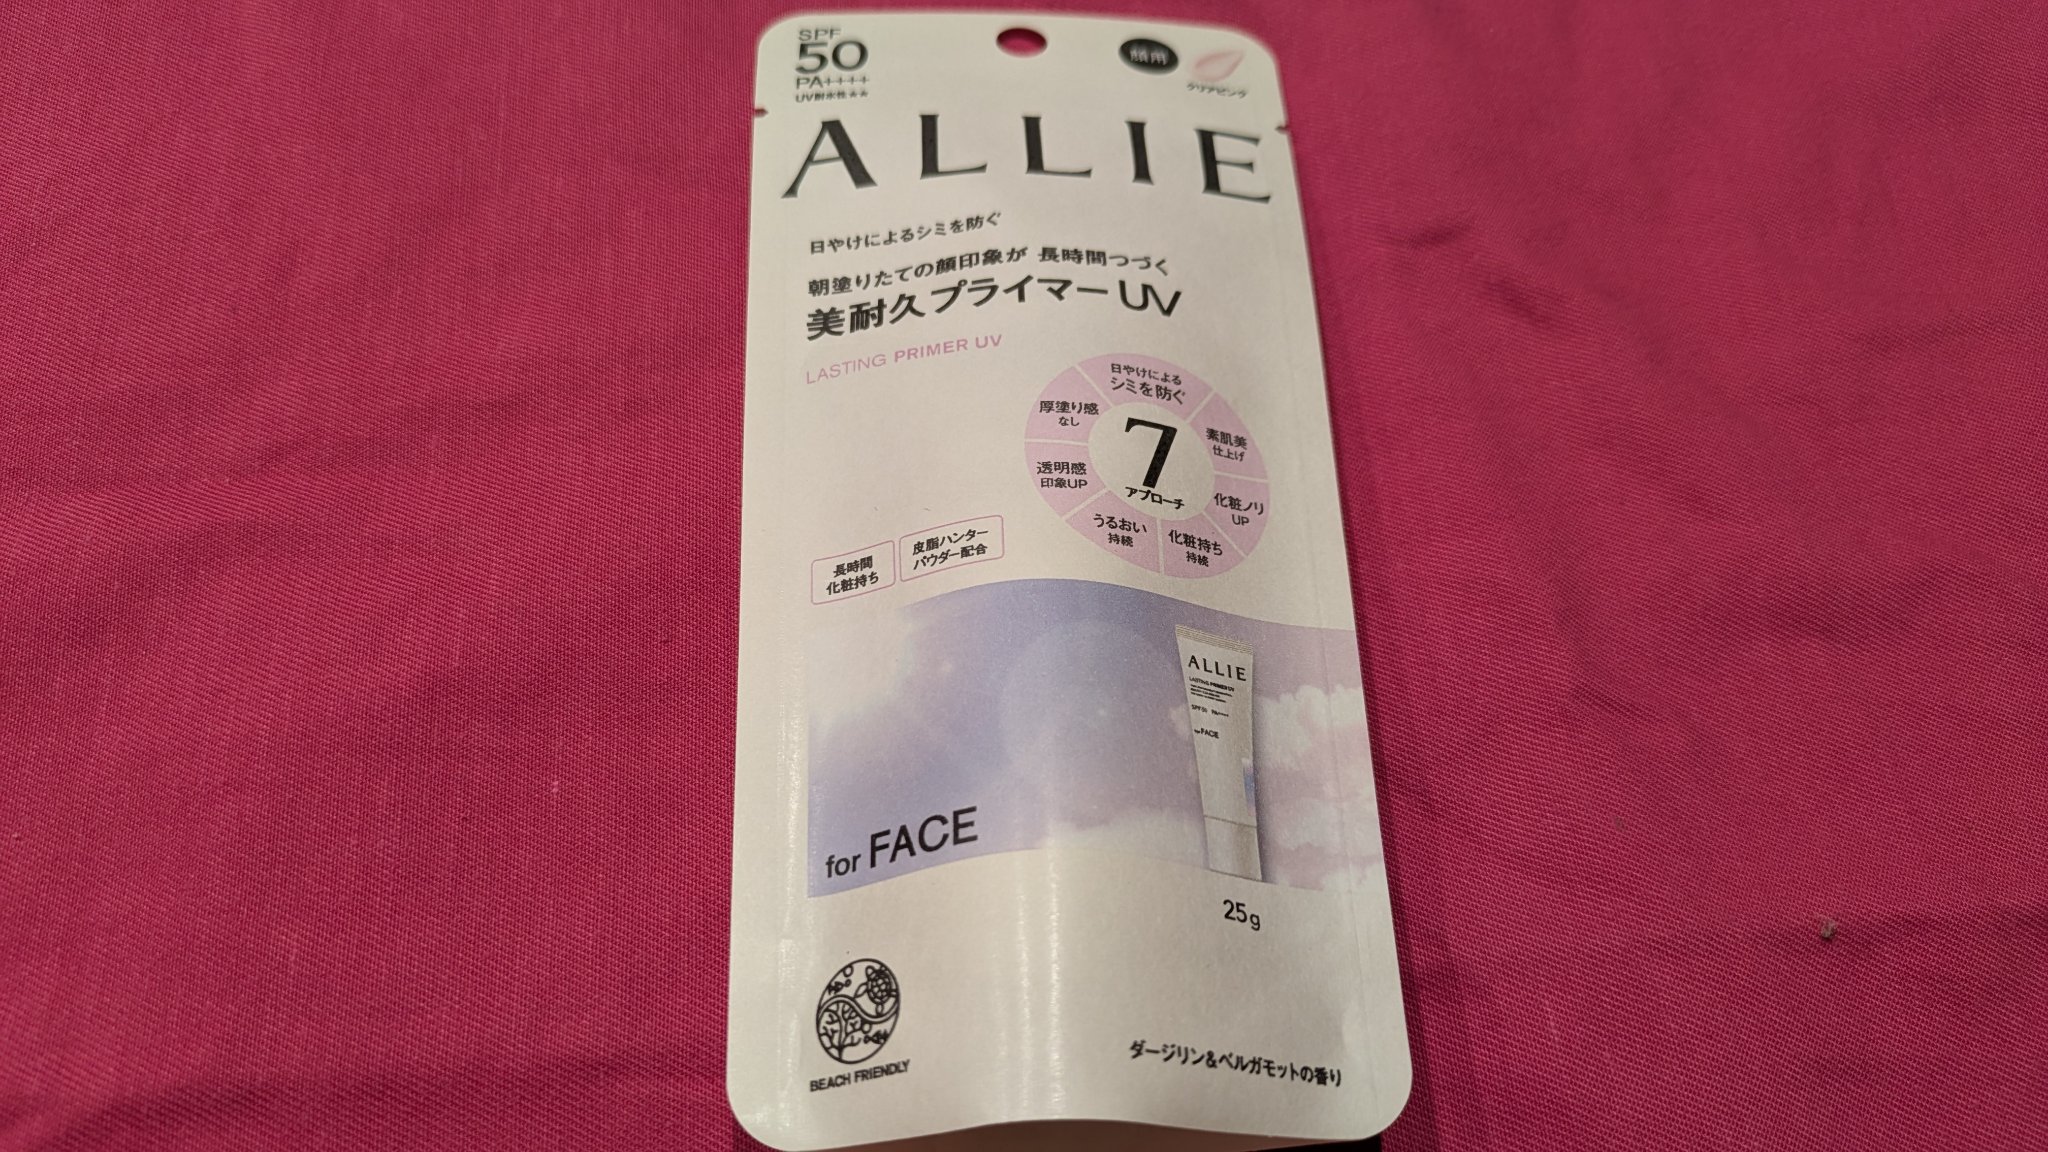 SPF
50
PA++++
UV耐水性★★
顔用
クリアピンク
ALLIE
日やけによるシミを防ぐ
朝塗りたての顔印象が 長時間つづく
美耐久プライマーUV
LASTING PRIMER UV
日やけによる
シミを防ぐ
素肌美
仕上げ
化粧ノリ
UP
化粧持ち
持続
うるおい
持続
透明感
印象UP
厚塗り感
なし
7
アプローチ
長時間
化粧持ち
皮脂ハンター
パウダー配合
ALLIE
LASTING PRIMER UV
SPF50 PA++++
for FACE
for FACE
25g
BEACH FRIENDLY
ダージリン&ベルガモットの香り